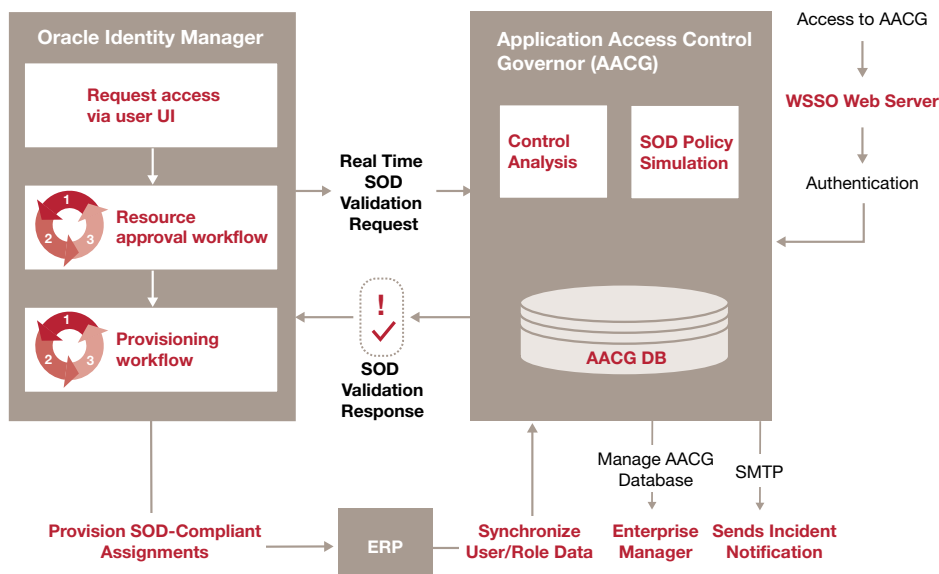 Oracle Identity Manager
Request access
via user UI
1
2
3
Resource
approval workflow
1
2
3
Provisioning
workflow
Real Time
SOD
Validation
Request
!
SOD
Validation
Response
Application Access Control
Governor (AACG)
Control
Analysis
SOD Policy
Simulation
AACG DB
Access to AACG
WSSO Web Server
Authentication
Manage AACG
Database
SMTP
Provision SOD-Compliant
Assignments
ERP
Synchronize
User/Role Data
Enterprise
Manager
Sends Incident
Notification